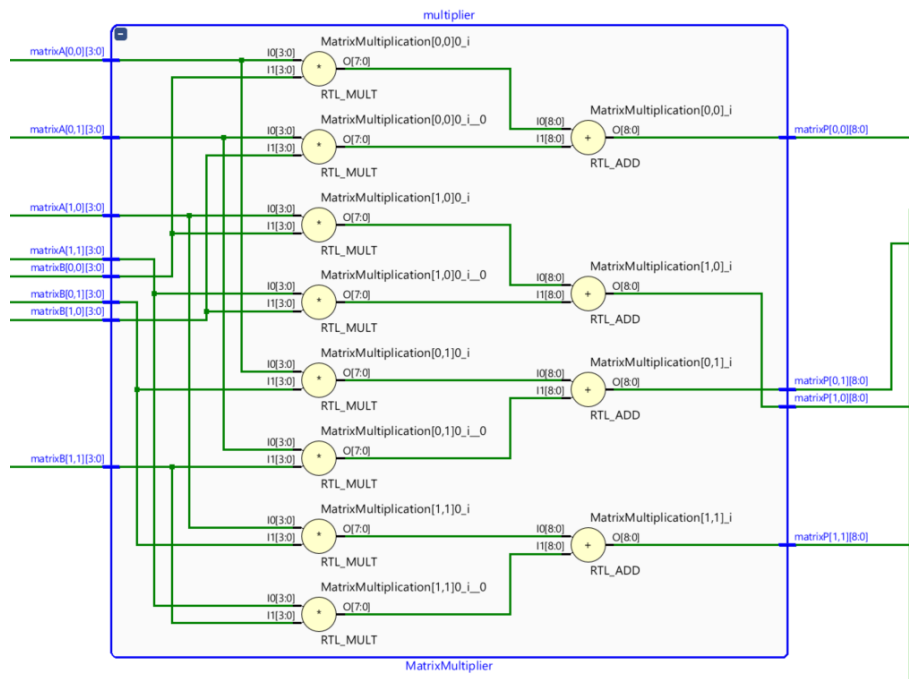 multiplier
matrixA[0,0][3:0]
MatrixMultiplication[0,0]0_i
I0[3:0]
I1[3:0]
*
O[7:0]
RTL_MULT
matrixA[0,1][3:0]
MatrixMultiplication[0,0]0_i__0
I0[3:0]
I1[3:0]
*
O[7:0]
RTL_MULT
MatrixMultiplication[0,0]_i
I0[8:0]
I1[8:0]
+
O[8:0]
RTL_ADD
matrixP[0,0][8:0]
matrixA[1,0][3:0]
MatrixMultiplication[1,0]0_i
I0[3:0]
I1[3:0]
*
O[7:0]
RTL_MULT
matrixA[1,1][3:0]
matrixB[0,0][3:0]
matrixB[0,1][3:0]
matrixB[1,0][3:0]
MatrixMultiplication[1,0]0_i__0
I0[3:0]
I1[3:0]
*
O[7:0]
RTL_MULT
MatrixMultiplication[1,0]_i
I0[8:0]
I1[8:0]
+
O[8:0]
RTL_ADD
MatrixMultiplication[0,1]0_i
I0[3:0]
I1[3:0]
*
O[7:0]
RTL_MULT
MatrixMultiplication[0,1]_i
I0[8:0]
I1[8:0]
+
O[8:0]
RTL_ADD
matrixP[0,1][8:0]
matrixP[1,0][8:0]
MatrixMultiplication[0,1]0_i__0
I0[3:0]
I1[3:0]
*
O[7:0]
RTL_MULT
matrixB[1,1][3:0]
MatrixMultiplication[1,1]0_i
I0[3:0]
I1[3:0]
*
O[7:0]
RTL_MULT
MatrixMultiplication[1,1]_i
I0[8:0]
I1[8:0]
+
O[8:0]
RTL_ADD
matrixP[1,1][8:0]
MatrixMultiplication[1,1]0_i__0
I0[3:0]
I1[3:0]
*
O[7:0]
RTL_MULT
MatrixMultiplier